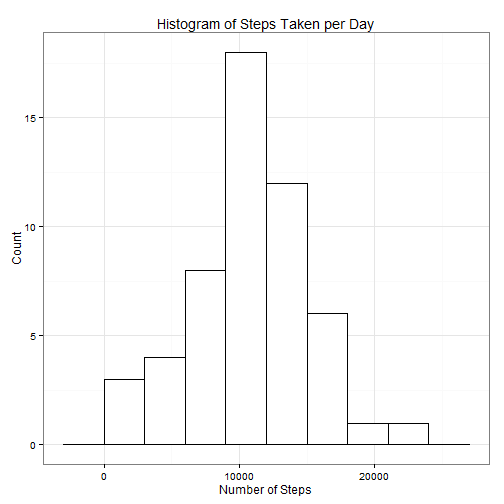 Histogram of Steps Taken per Day
15
10
5
0
Count
0 10000 20000
Number of Steps